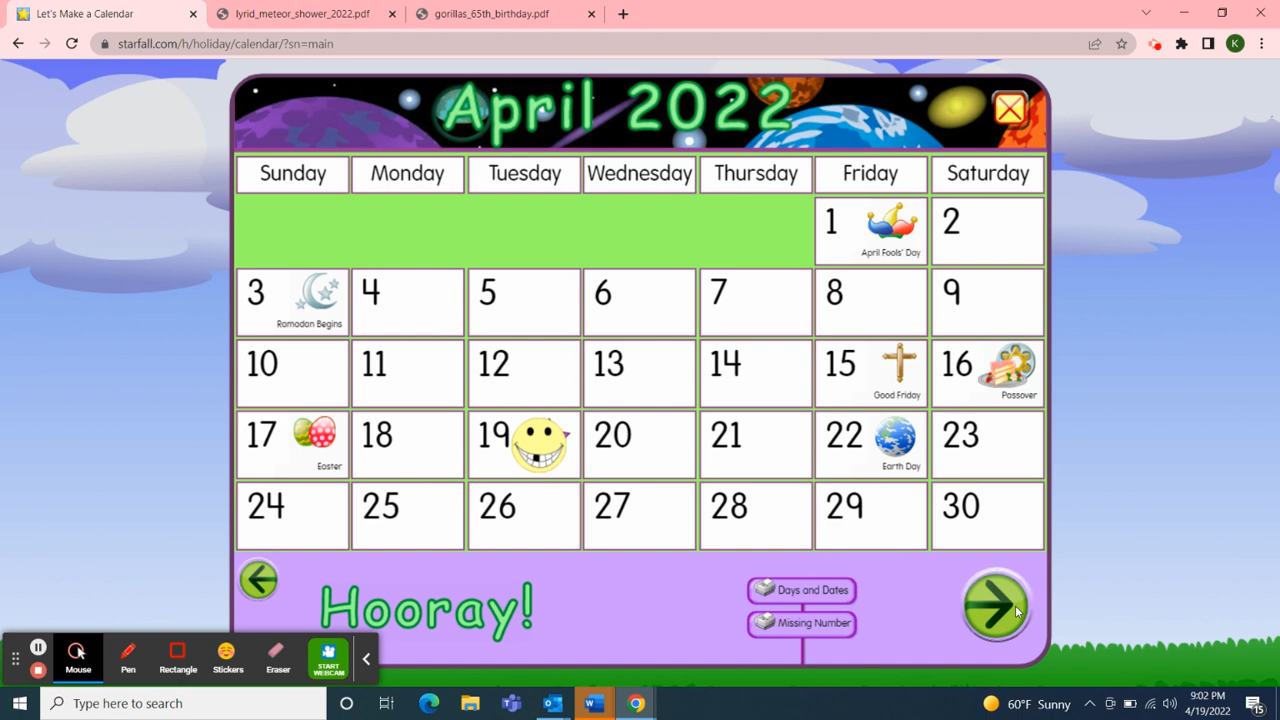 Let's Make a Calendar
lyrid_meteor_shower_2022.pdf
gorillas_65th_birthday.pdf
starfall.com/h/holiday/calendar/?sn=main
K
April 2022
Sunday Monday Tuesday Wednesday Thursday Friday Saturday
1 2
April Fools' Day
3 4 5 6 7 8 9
Ramadan Begins
10 11 12 13 14 15 16
Good Friday Passover
17 18 19 20 21 22 23
Easter Earth Day
24 25 26 27 28 29 30
Hooray!
Days and Dates
Missing Number
Mouse Pen Rectangle Stickers Eraser START WEBCAM
Type here to search
60°F Sunny
9:02 PM
4/19/2022
15